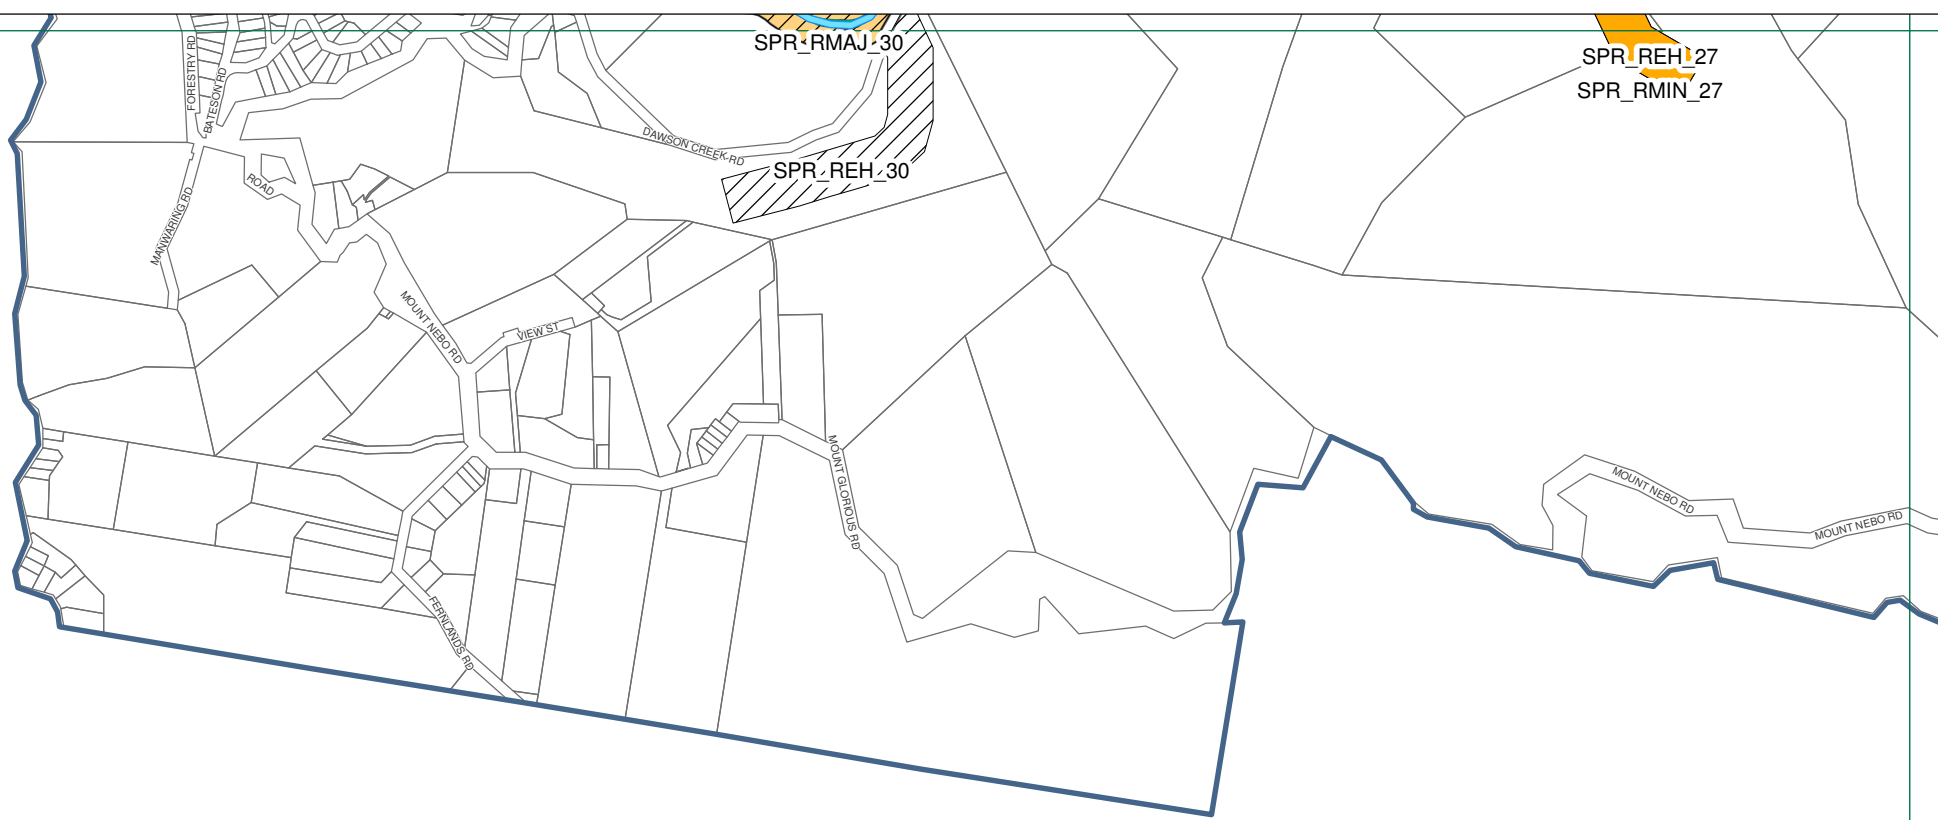 SPR_RMAJ_30
SPR_REH_27
SPR_RMIN_27
FORESTRY RD
BATESON RD
DAWSON CREEK RD
SPR_REH_30
ROAD
MANWARING RD
MOUNT NEBO RD
VIEW ST
MOUNT GLORIOUS RD
MOUNT NEBO RD
MOUNT NEBO RD
FERNLANDS RD